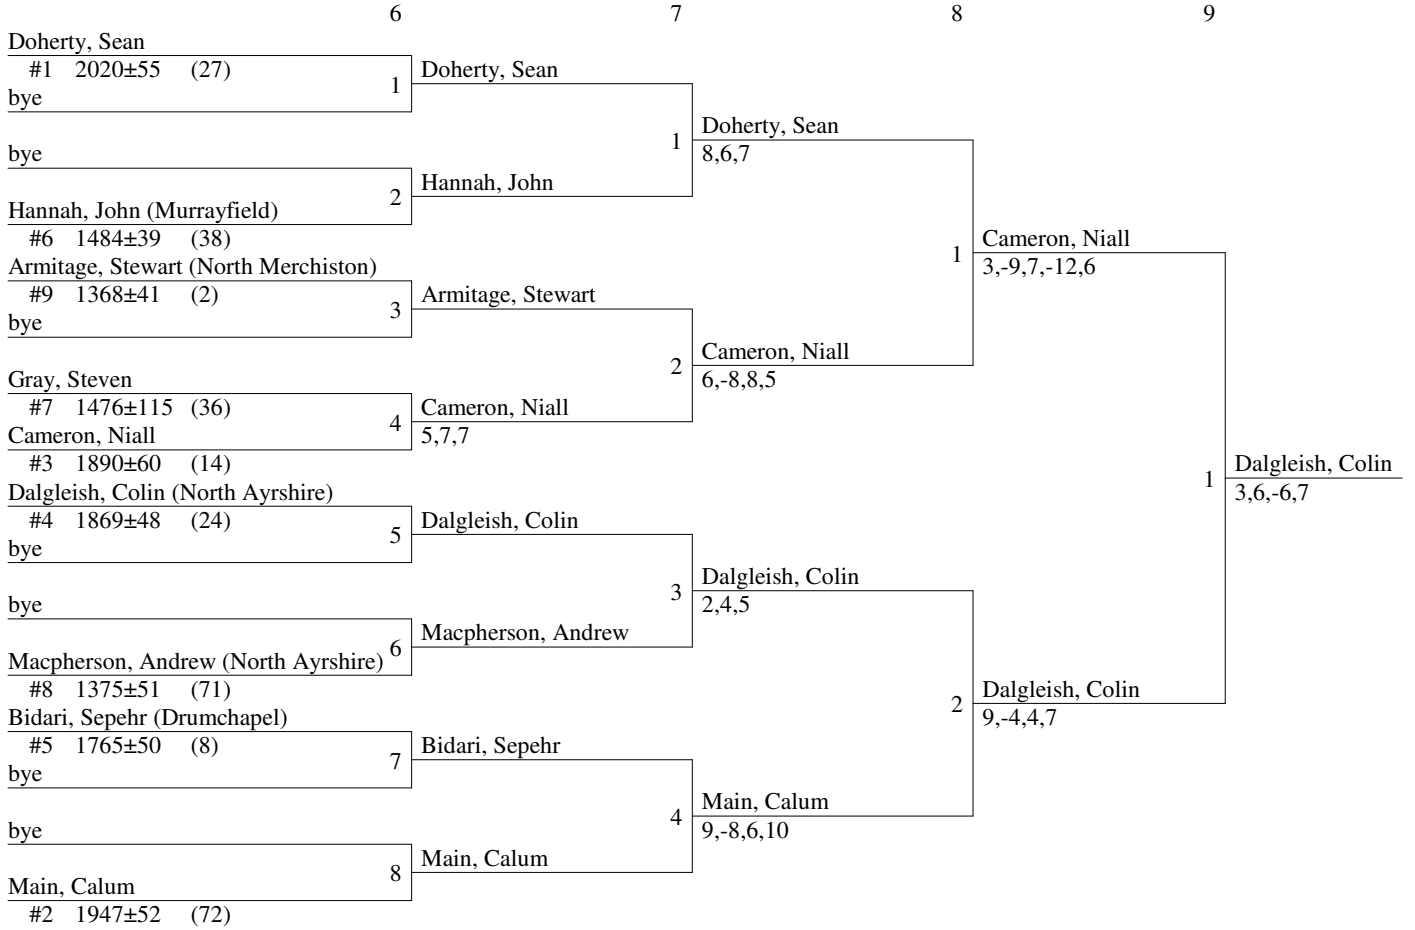 6 7 8 9
Doherty, Sean
#1 2020±55 (27)
1 Doherty, Sean
bye
1 Doherty, Sean
8,6,7
bye
2 Hannah, John
Hannah, John (Murrayfield)
#6 1484±39 (38)
1 Cameron, Niall
3,-9,7,-12,6
Armitage, Stewart (North Merchiston)
#9 1368±41 (2)
3 Armitage, Stewart
bye
2 Cameron, Niall
6,-8,8,5
Gray, Steven
#7 1476±115 (36)
4 Cameron, Niall
5,7,7
Cameron, Niall
#3 1890±60 (14)
1 Dalgleish, Colin
3,6,-6,7
Dalgleish, Colin (North Ayrshire)
#4 1869±48 (24)
5 Dalgleish, Colin
bye
3 Dalgleish, Colin
2,4,5
bye
6 Macpherson, Andrew
Macpherson, Andrew (North Ayrshire)
#8 1375±51 (71)
2 Dalgleish, Colin
9,-4,4,7
Bidari, Sepehr (Drumchapel)
#5 1765±50 (8)
7 Bidari, Sepehr
bye
4 Main, Calum
9,-8,6,10
bye
8 Main, Calum
Main, Calum
#2 1947±52 (72)